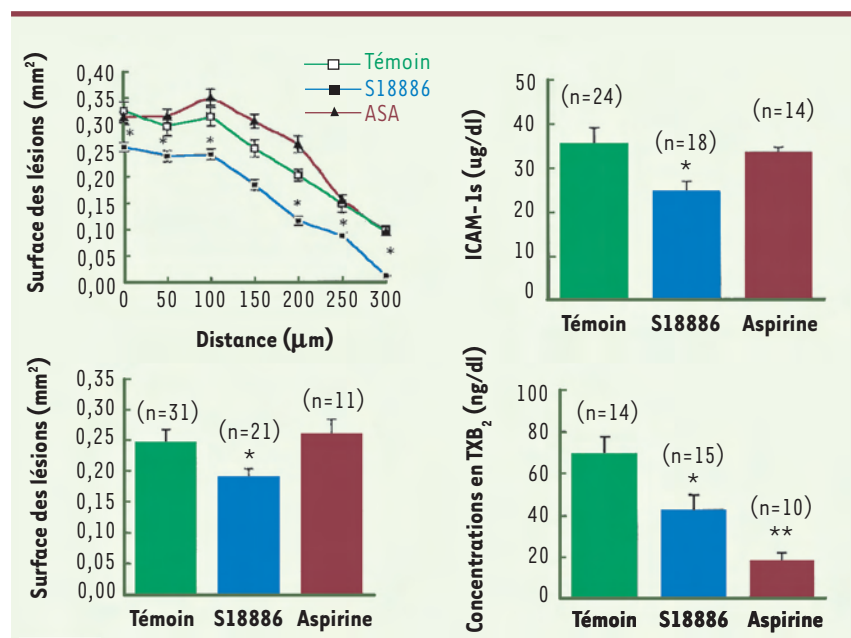 Surface des lésions (mm²)
0,40
0,35
0,30
0,25
0,20
0,15
0,10
0,05
0,00
Témoin
S18886
ASA
* * * * * *
0 50 100 150 200 250 300
Distance (µm)
ICAM-1s (ug/dl)
50
40
30
20
10
0
(n=24)
(n=18)
*
(n=14)
Témoin S18886 Aspirine
Surface des lésions (mm²)
0,35
0,30
0,25
0,20
0,15
0,10
0,05
0,00
(n=31)
(n=21)
*
(n=11)
Témoin S18886 Aspirine
Concentrations en TXB₂ (ng/dl)
100
80
60
40
20
0
(n=14)
(n=15)
*
(n=10)
**
Témoin S18886 Aspirine